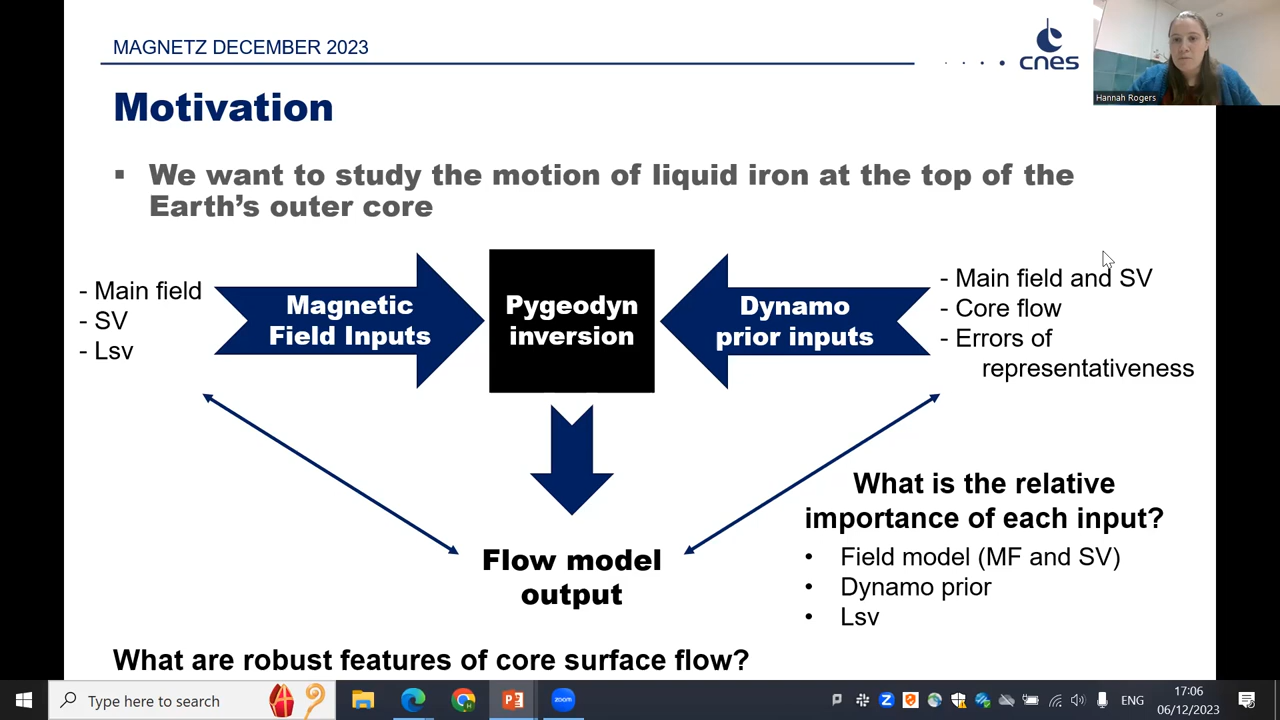 MAGNETZ DECEMBER 2023
cnes
Hannah Rogers
Motivation
▪ We want to study the motion of liquid iron at the top of the
Earth's outer core
- Main field
- SV
- Lsv
Magnetic
Field Inputs
Pygeodyn
inversion
Dynamo
prior inputs
- Main field and SV
- Core flow
- Errors of
representativeness
Flow model
output
What is the relative
importance of each input?
• Field model (MF and SV)
• Dynamo prior
• Lsv
What are robust features of core surface flow?
Type here to search
zoom
ENG
17:06
06/12/2023